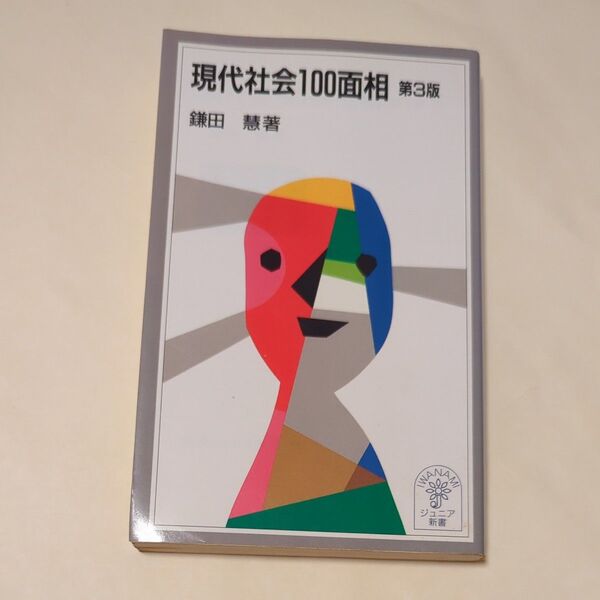 現代社会100面相 第3版
鎌田 慧著
IWANAMI
ジュニア
新書